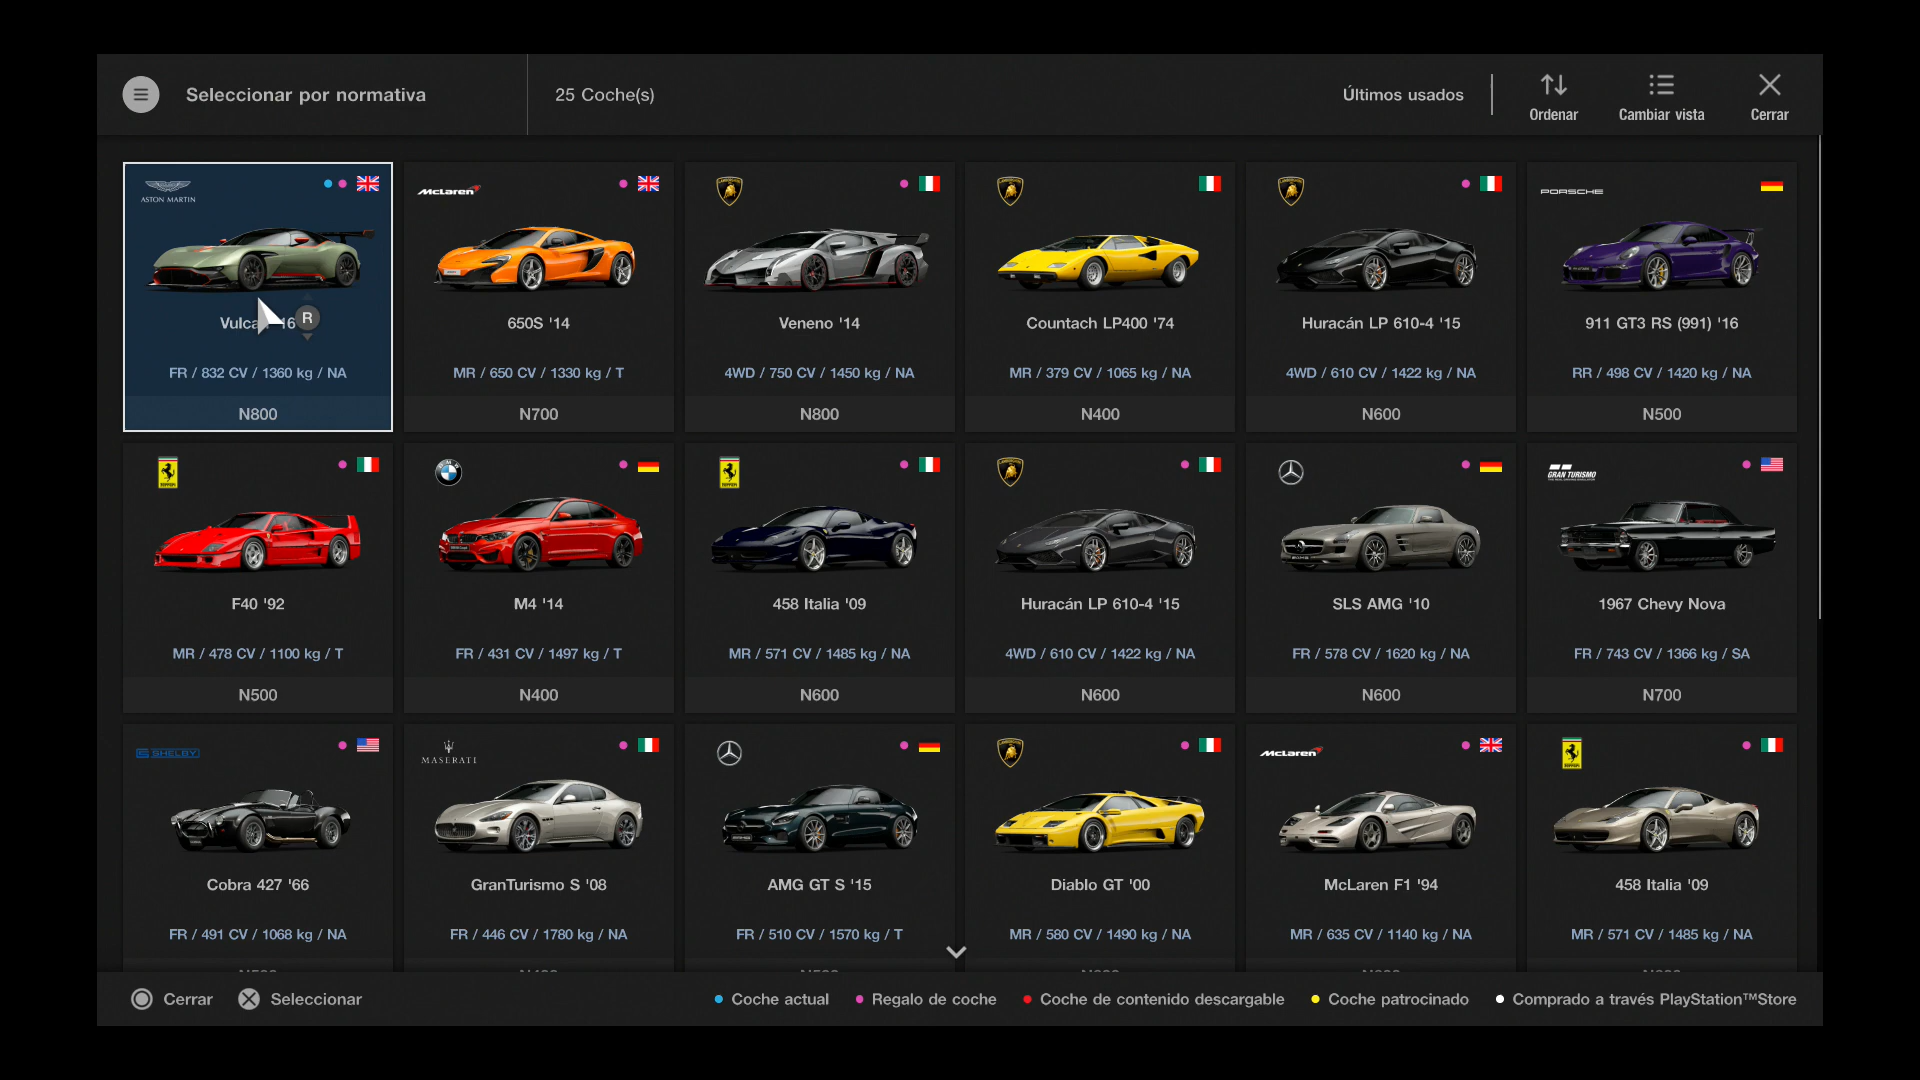 Seleccionar por normativa
25 Coche(s)
Últimos usados
Ordenar
Cambiar vista
Cerrar
ASTON MARTIN
R
FR / 832 CV / 1360 kg / NA
N800
McLaren
650S '14
MR / 650 CV / 1330 kg / T
N700
Veneno '14
4WD / 750 CV / 1450 kg / NA
N800
Countach LP400 '74
MR / 379 CV / 1065 kg / NA
N400
Huracán LP 610-4 '15
4WD / 610 CV / 1422 kg / NA
N600
PORSCHE
911 GT3 RS (991) '16
RR / 498 CV / 1420 kg / NA
N500
F40 '92
MR / 478 CV / 1100 kg / T
N500
M4 '14
FR / 431 CV / 1497 kg / T
N400
458 Italia '09
MR / 571 CV / 1485 kg / NA
N600
Huracán LP 610-4 '15
4WD / 610 CV / 1422 kg / NA
N600
SLS AMG '10
FR / 578 CV / 1620 kg / NA
N600
GRAN TURISMO
1967 Chevy Nova
FR / 743 CV / 1366 kg / SA
N700
SHELBY
Cobra 427 '66
FR / 491 CV / 1068 kg / NA
MASERATI
GranTurismo S '08
FR / 446 CV / 1780 kg / NA
AMG GT S '15
FR / 510 CV / 1570 kg / T
Diablo GT '00
MR / 580 CV / 1490 kg / NA
McLaren
McLaren F1 '94
MR / 635 CV / 1140 kg / NA
458 Italia '09
MR / 571 CV / 1485 kg / NA
Cerrar
Seleccionar
Coche actual
Regalo de coche
Coche de contenido descargable
Coche patrocinado
Comprado a través PlayStation™Store